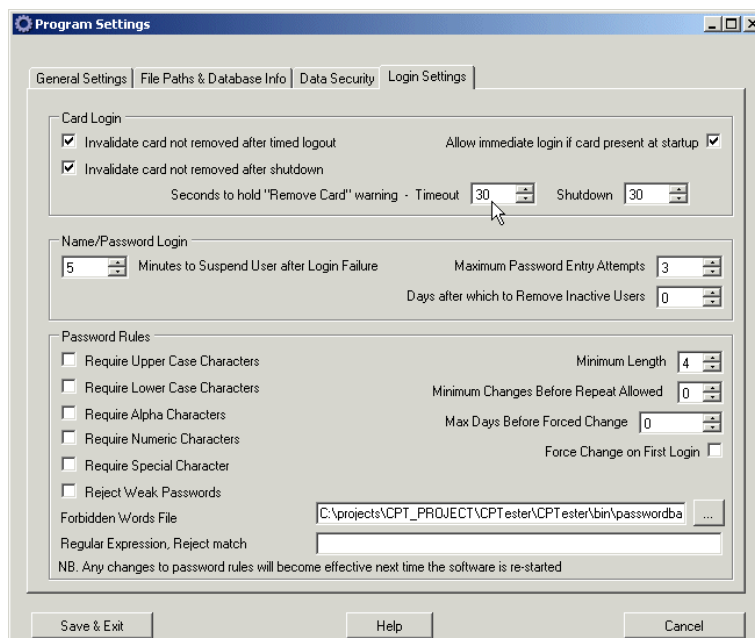 Program Settings
General Settings File Paths & Database Info Data Security Login Settings
Card Login
Invalidate card not removed after timed logout Allow immediate login if card present at startup
Invalidate card not removed after shutdown
Seconds to hold "Remove Card" warning - Timeout 30 Shutdown 30
Name/Password Login
5 Minutes to Suspend User after Login Failure Maximum Password Entry Attempts 3
Days after which to Remove Inactive Users 0
Password Rules
Require Upper Case Characters Minimum Length 4
Require Lower Case Characters Minimum Changes Before Repeat Allowed 0
Require Alpha Characters Max Days Before Forced Change 0
Require Numeric Characters Force Change on First Login
Require Special Character
Reject Weak Passwords
Forbidden Words File C:\projects\CPT_PROJECT\CPTester\CPTester\bin\passwordba ...
Regular Expression, Reject match
NB. Any changes to password rules will become effective next time the software is re-started
Save & Exit Help Cancel